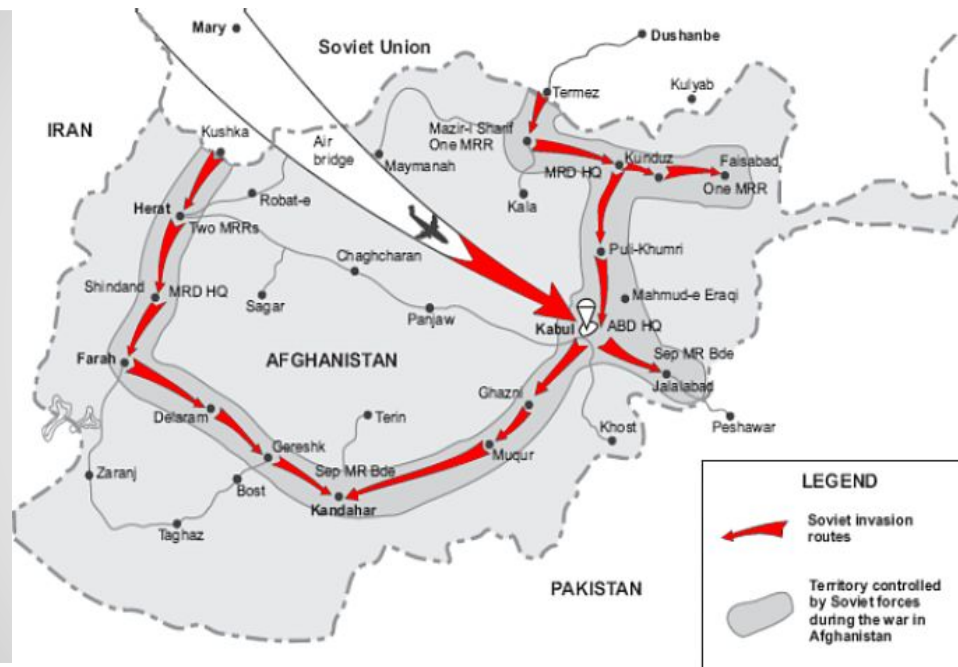 Mary
Soviet Union
Dushanbe
Termez
Kulyab
IRAN
Kushka
Air
bridge
Mazir-i Sharif
One MRR
Maymanah
MRD HQ
Kunduz
Faisabad
One MRR
Herat
Robat-e
Kala
Two MRRs
Puli-Khumri
Chaghcharan
Shindand
MRD HQ
Sagar
Panjaw
Mahmud-e Eraqi
Kabul
ABD HQ
Farah
AFGHANISTAN
Sep MR Bde
Jalalabad
Ghazni
Delaram
Terin
Khost
Peshawar
Gereshk
Muqur
Zaranj
Bost
Sep MR Bde
Kandahar
Taghaz
PAKISTAN
LEGEND
Soviet invasion
routes
Territory controlled
by Soviet forces
during the war in
Afghanistan